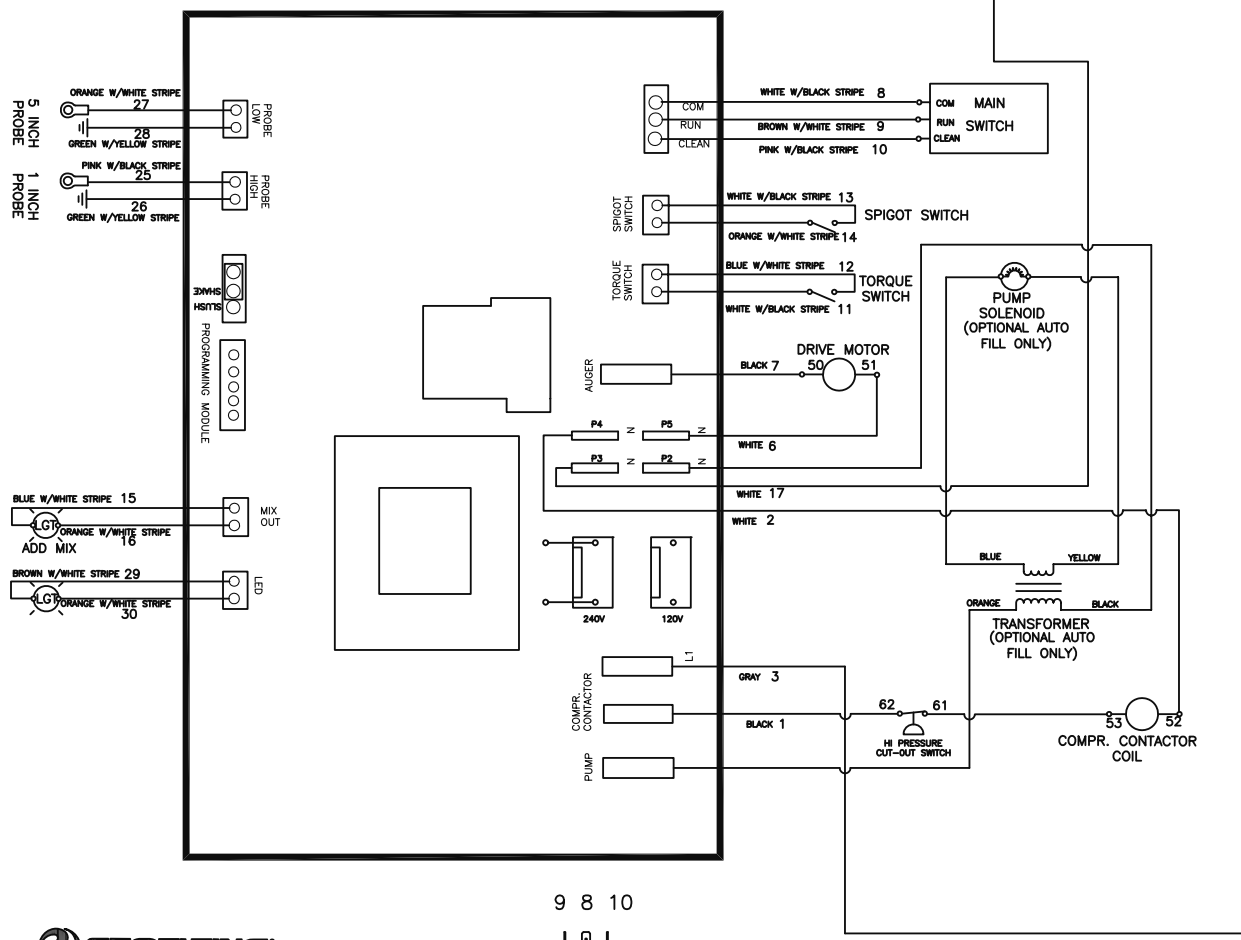 ORANGE W/WHITE STRIPE
27
28
GREEN W/YELLOW STRIPE
5 INCH
PROBE
PROBE
LOW
PINK W/BLACK STRIPE
25
26
GREEN W/YELLOW STRIPE
1 INCH
PROBE
PROBE
HIGH
SHAKE
SLUSH
PROGRAMMING MODULE
BLUE W/WHITE STRIPE 15
LGT
ORANGE W/WHITE STRIPE
16
ADD MIX
MIX
OUT
BROWN W/WHITE STRIPE 29
LGT
ORANGE W/WHITE STRIPE
30
LED
COM
RUN
CLEAN
WHITE W/BLACK STRIPE 8
BROWN W/WHITE STRIPE 9
PINK W/BLACK STRIPE 10
COM
RUN
CLEAN
MAIN
SWITCH
SPIGOT
SWITCH
WHITE W/BLACK STRIPE 13
ORANGE W/WHITE STRIPE 14
SPIGOT SWITCH
TORQUE
SWITCH
BLUE W/WHITE STRIPE 12
WHITE W/BLACK STRIPE 11
TORQUE
SWITCH
PUMP
SOLENOID
(OPTIONAL AUTO
FILL ONLY)
AUGER
BLACK 7
DRIVE MOTOR
50
51
P4 N P5 N
WHITE 6
P3 N P2 N
WHITE 17
WHITE 2
240V
120V
BLUE
YELLOW
ORANGE
BLACK
TRANSFORMER
(OPTIONAL AUTO
FILL ONLY)
L1
GRAY 3
COMPR.
CONTACTOR
BLACK 1
62
61
HI PRESSURE
CUT-OUT SWITCH
53
52
COMPR. CONTACTOR
COIL
PUMP
9 8 10